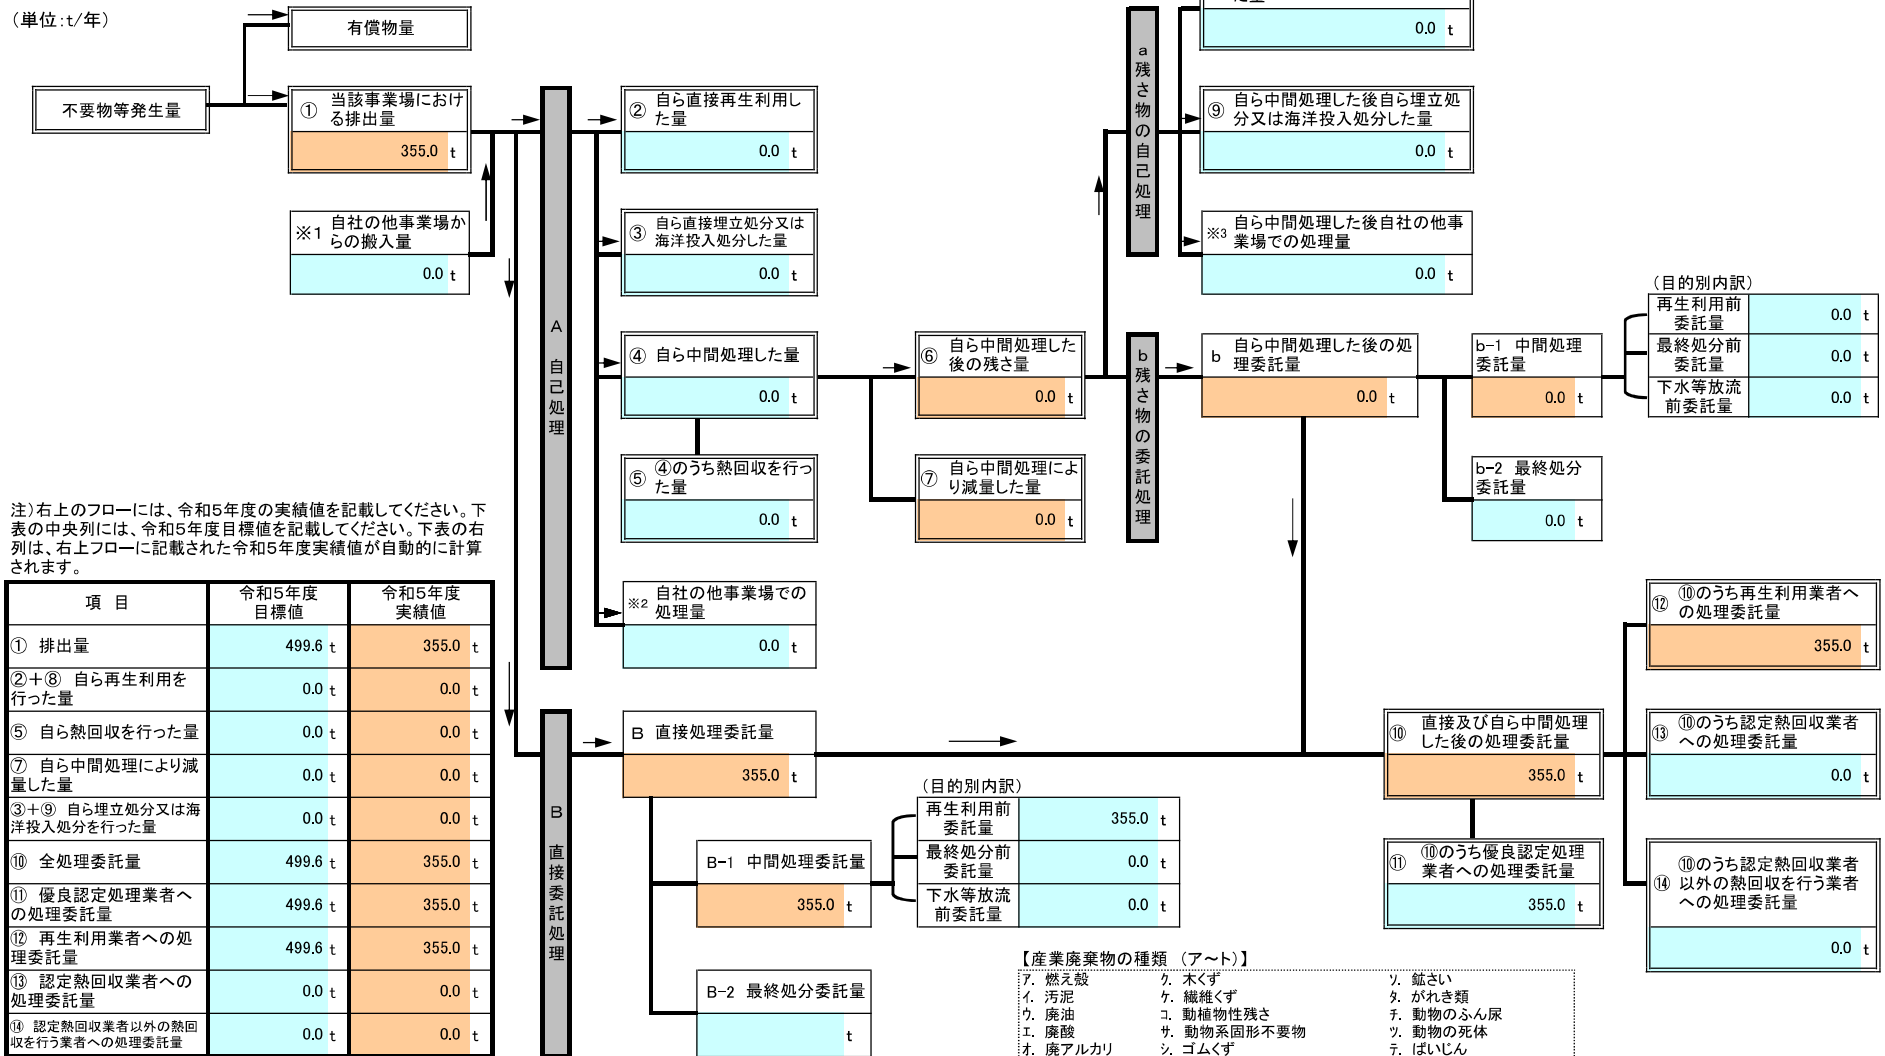 (単位:t/年)
有償物量
不要物等発生量
① 当該事業場におけ
る排出量
355.0 t
※1 自社の他事業場か
らの搬入量
0.0 t
A 自己処理
② 自ら直接再生利用し
た量
0.0 t
③ 自ら直接埋立処分又は
海洋投入処分した量
0.0 t
④ 自ら中間処理した量
0.0 t
⑤ ④のうち熱回収を行っ
た量
0.0 t
※2 自社の他事業場での
処理量
0.0 t
⑥ 自ら中間処理した
後の残さ量
0.0 t
⑦ 自ら中間処理によ
り減量した量
0.0 t
a 残さ物の自己処理
0.0 t
⑨ 自ら中間処理した後自ら埋立処
分又は海洋投入処分した量
0.0 t
※3 自ら中間処理した後自社の他事
業場での処理量
0.0 t
b 残さ物の委託処理
b 自ら中間処理した後の処
理委託量
0.0 t
b-1 中間処理
委託量
0.0 t
(目的別内訳)
再生利用前
委託量 0.0 t
最終処分前
委託量 0.0 t
下水等放流
前委託量 0.0 t
b-2 最終処分
委託量
0.0 t
注)右上のフローには、令和5年度の実績値を記載してください。下
表の中央列には、令和5年度目標値を記載してください。下表の右
列は、右上フローに記載された令和5年度実績値が自動的に計算
されます。
項 目 令和5年度
目標値 令和5年度
実績値
① 排出量 499.6 t 355.0 t
②+⑧ 自ら再生利用を
行った量 0.0 t 0.0 t
⑤ 自ら熱回収を行った量 0.0 t 0.0 t
⑦ 自ら中間処理により減
量した量 0.0 t 0.0 t
③+⑨ 自ら埋立処分又は海
洋投入処分を行った量 0.0 t 0.0 t
⑩ 全処理委託量 499.6 t 355.0 t
⑪ 優良認定処理業者へ
の処理委託量 499.6 t 355.0 t
⑫ 再生利用業者への処
理委託量 499.6 t 355.0 t
⑬ 認定熱回収業者への
処理委託量 0.0 t 0.0 t
⑭ 認定熱回収業者以外の熱回
収を行う業者への処理委託量 0.0 t 0.0 t
B 直接委託処理
B 直接処理委託量
355.0 t
B-1 中間処理委託量
355.0 t
(目的別内訳)
再生利用前
委託量 355.0 t
最終処分前
委託量 0.0 t
下水等放流
前委託量 0.0 t
B-2 最終処分委託量
t
⑩ 直接及び自ら中間処理
した後の処理委託量
355.0 t
⑪ ⑩のうち優良認定処理
業者への処理委託量
355.0 t
⑫ ⑩のうち再生利用業者へ
の処理委託量
355.0 t
⑬ ⑩のうち認定熱回収業者
への処理委託量
0.0 t
⑭ ⑩のうち認定熱回収業者
以外の熱回収を行う業者
への処理委託量
0.0 t
【産業廃棄物の種類 (ア～ト)】
ア. 燃え殻 ク. 木くず ソ. 鉱さい
イ. 汚泥 ケ. 繊維くず タ. がれき類
ウ. 廃油 コ. 動植物性残さ チ. 動物のふん尿
エ. 廃酸 サ. 動物系固形不要物 ツ. 動物の死体
オ. 廃アルカリ シ. ゴムくず テ. ばいじん